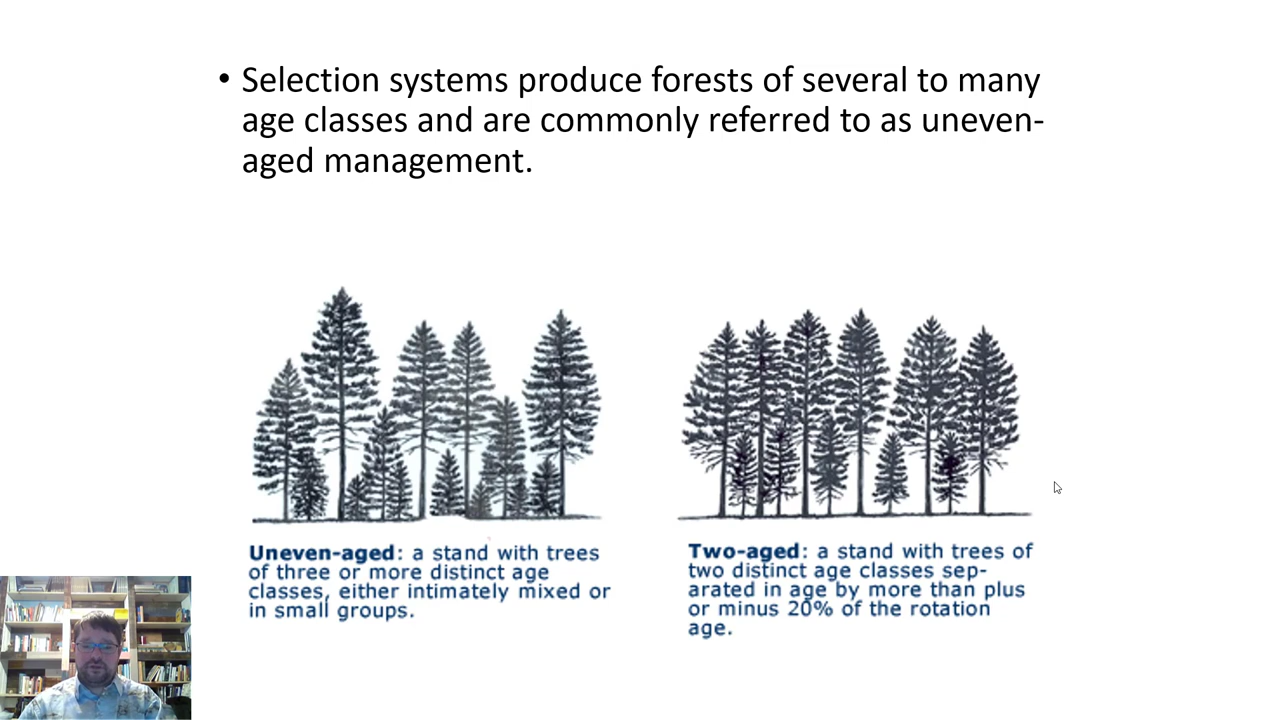 • Selection systems produce forests of several to many
age classes and are commonly referred to as uneven-
aged management.
Uneven-aged: a stand with trees
of three or more distinct age
classes, either intimately mixed or
in small groups.
Two-aged: a stand with trees of
two distinct age classes sep-
arated in age by more than plus
or minus 20% of the rotation
age.